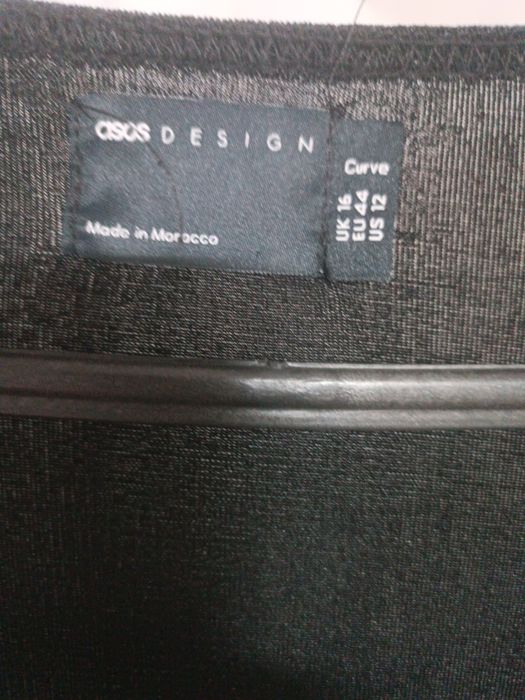 asos DESIGN
Made in Morocco
Curve
UK 16
EU 44
US 12